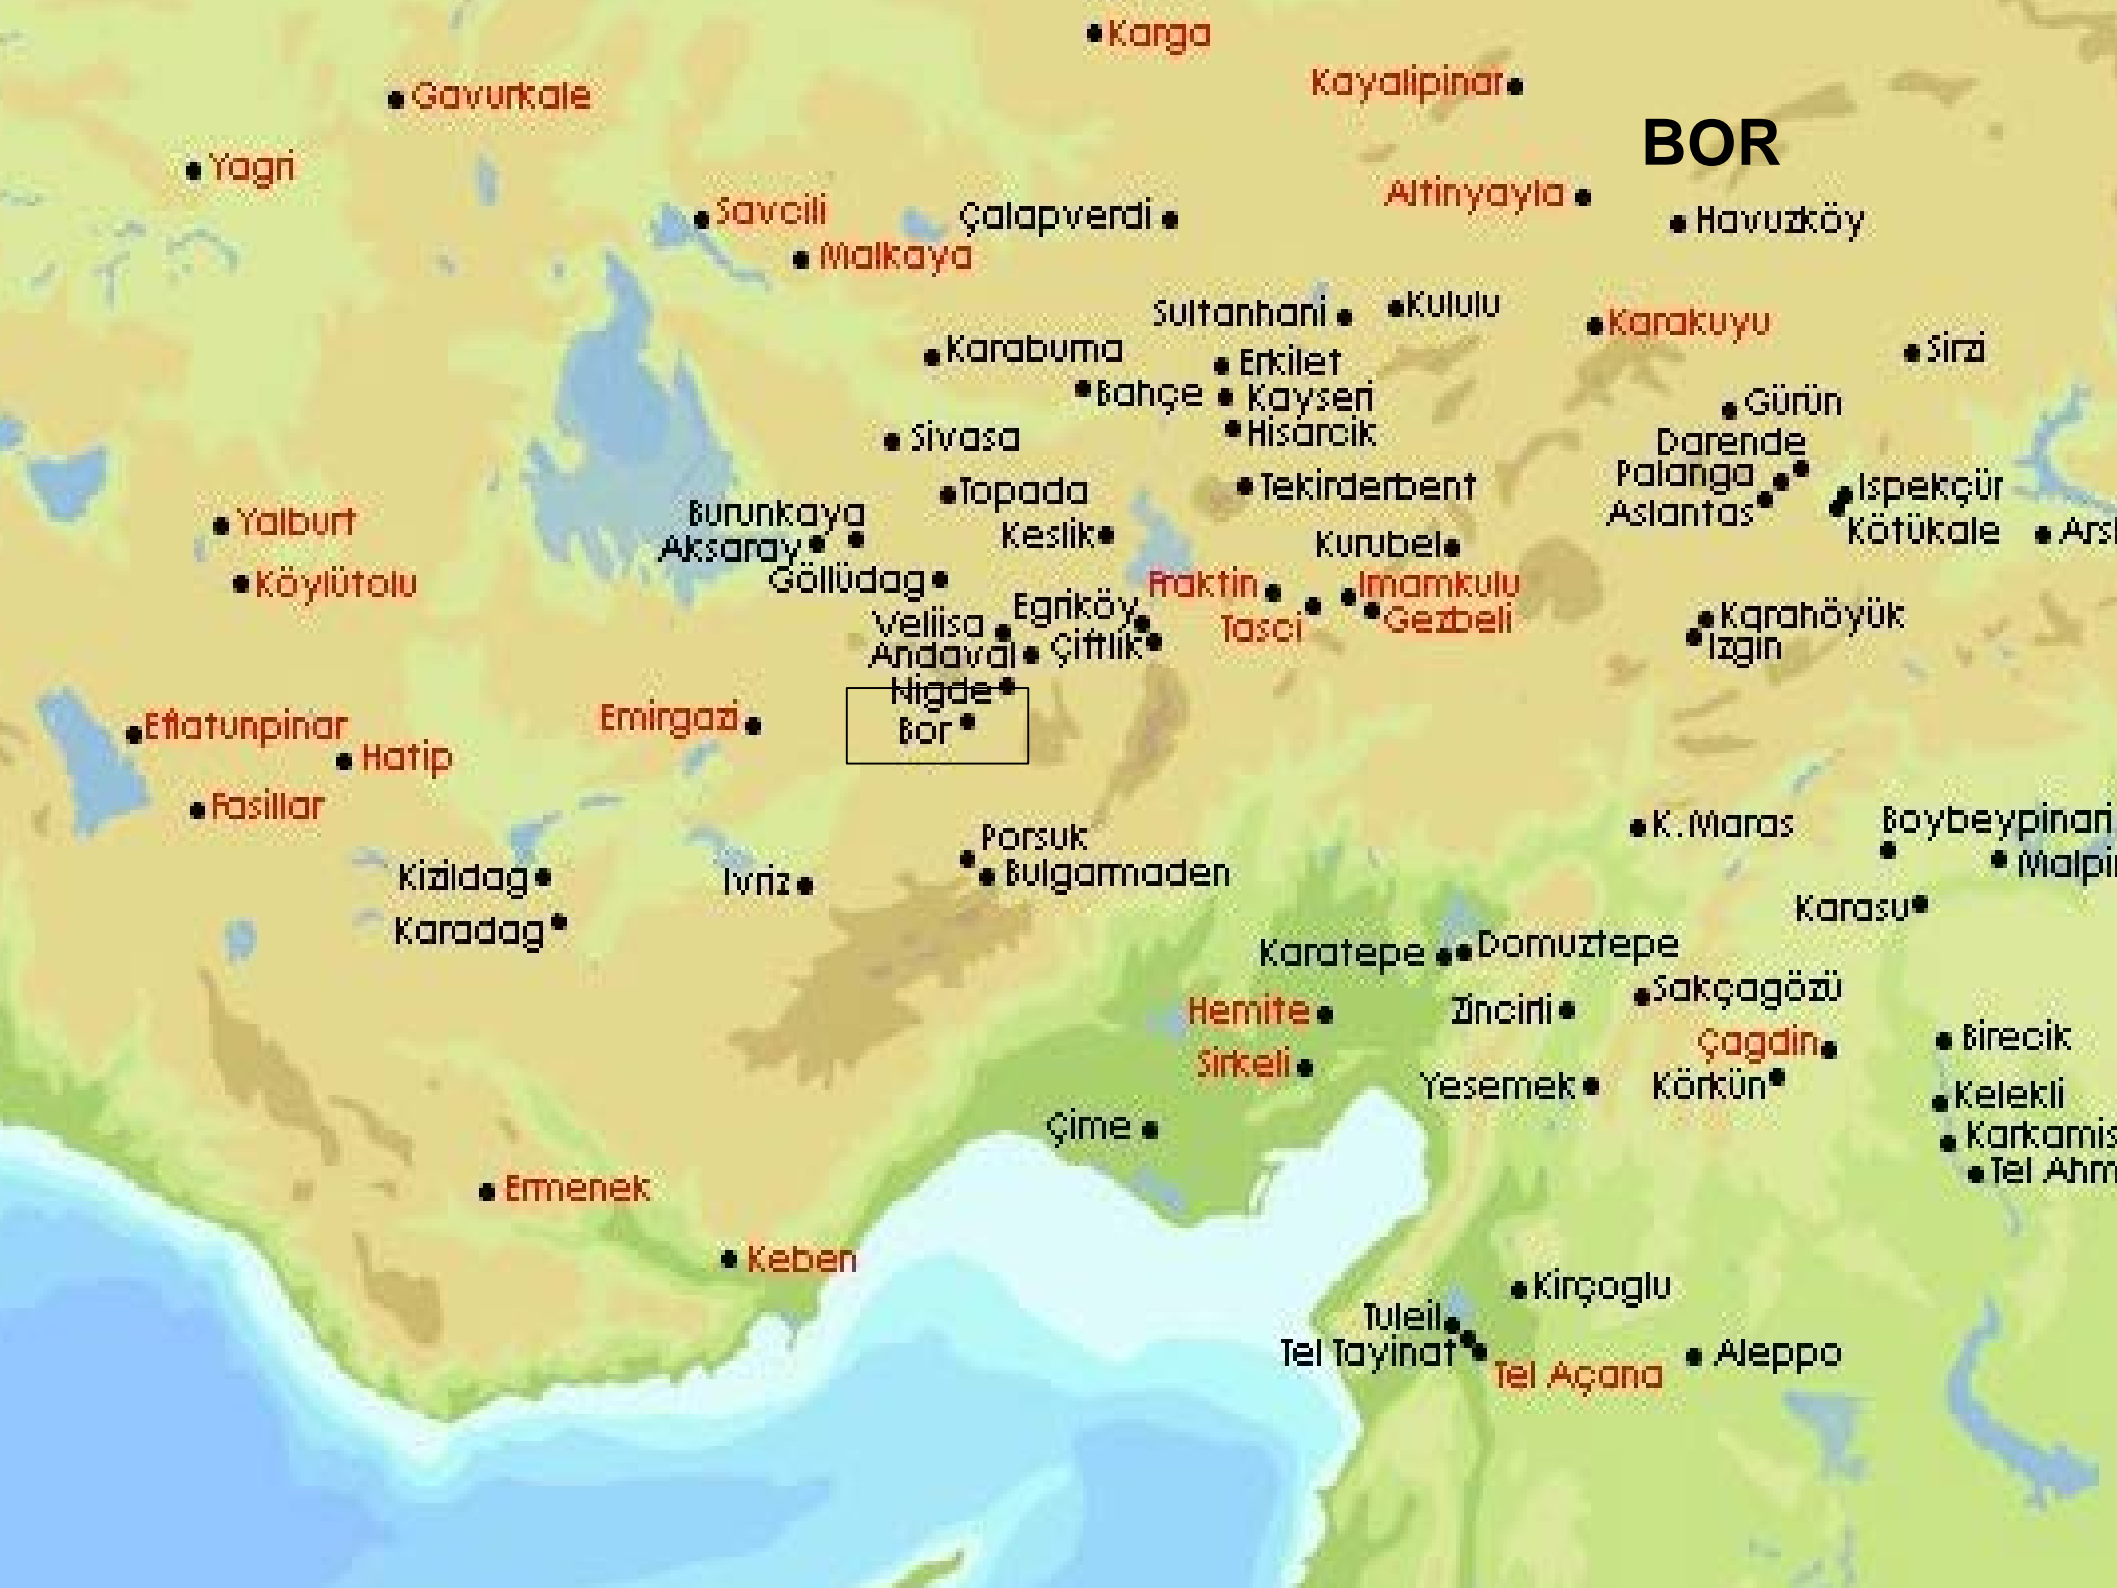 Karga
Kayalipinar
Gavurkale
BOR
Yagri
Altinyayla
Savcili
Çalapverdi
Havuzköy
Malkaya
Sultanhani
Kululu
Karakuyu
Karaburna
Erkilet
Sirzi
Bahçe
Kayseri
Gürün
Sivasa
Hisarcik
Darende
Palanga
Topada
Tekirderbent
Ispekçür
Burunkaya
Aslantas
Yalburt
Keslik
Kötükale
Aksaray
Kurubel
Göllüdag
Fraktin
Imamkulu
Köylütolu
Egriköy
Veliisa
Tasci
Gezbeli
Karahöyük
Andaval
Çiftlik
Izgin
Nigde
Eflatunpinar
Emirgazi
Bor
Hatip
Fasillar
K.Maras
Boybeypinari
Porsuk
Kizildag
Ivriz
Bulgarmaden
Karadag
Karasu
Karatepe
Domuztepe
Sakçagözü
Hemite
Zincirli
Çagdin
Birecik
Sirkeli
Yesemek
Körkün
Kelekli
Çime
Karkamis
Ermenek
Keben
Kirçoglu
Tuleil
Tel Tayinat
Aleppo
Tel Açana